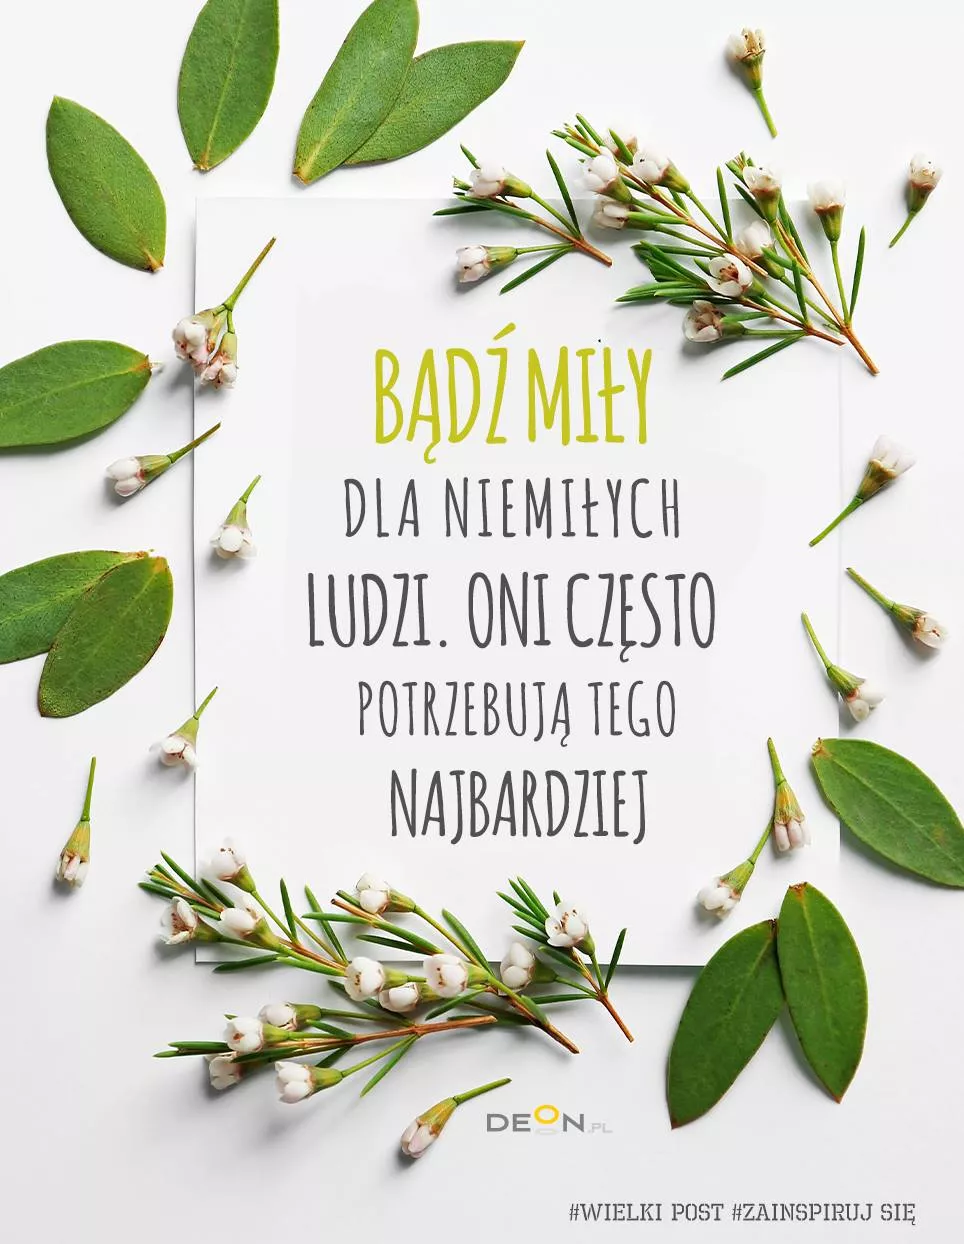 BĄDŹ MIŁY
DLA NIEMIŁYCH
LUDZI. ONI CZĘSTO
POTRZEBUJĄ TEGO
NAJBARDZIEJ
DEON.PL
#WIELKI POST #ZAINSPIRUJ SIĘ